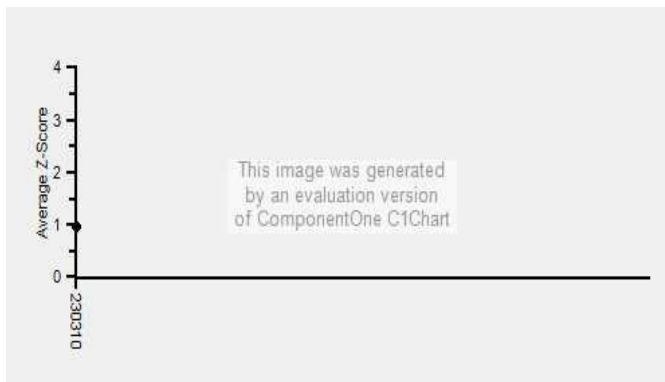 4
3
2
1
0
Average Z-Score
This image was generated
by an evaluation version
of ComponentOne C1Chart
230310